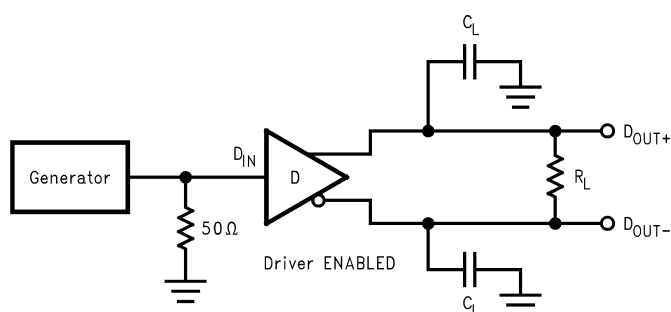 C_L
D_OUT+
D_IN
Generator
D
R_L
50Ω
D_OUT-
Driver ENABLED
C_L